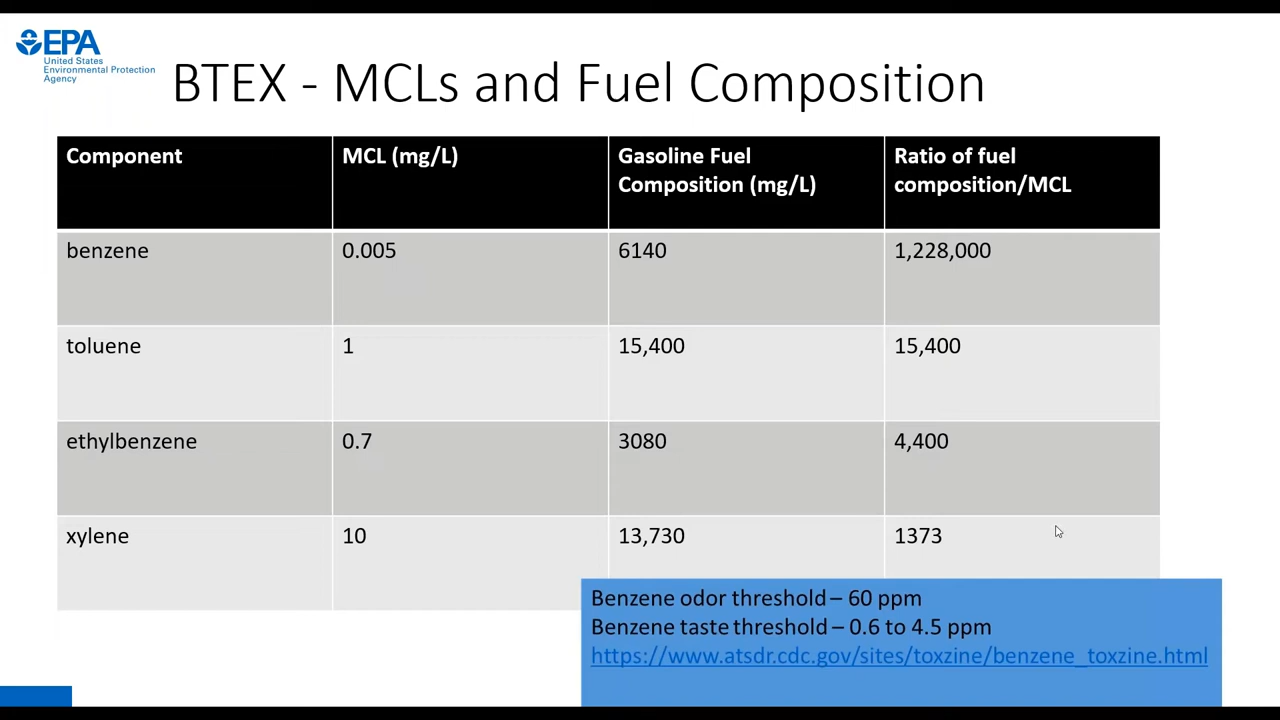 EPA
United States
Environmental Protection
Agency
BTEX - MCLs and Fuel Composition
Component
MCL (mg/L)
Gasoline Fuel
Composition (mg/L)
Ratio of fuel
composition/MCL
benzene
0.005
6140
1,228,000
toluene
1
15,400
15,400
ethylbenzene
0.7
3080
4,400
xylene
10
13,730
1373
Benzene odor threshold – 60 ppm
Benzene taste threshold – 0.6 to 4.5 ppm
https://www.atsdr.cdc.gov/sites/toxzine/benzene_toxzine.html